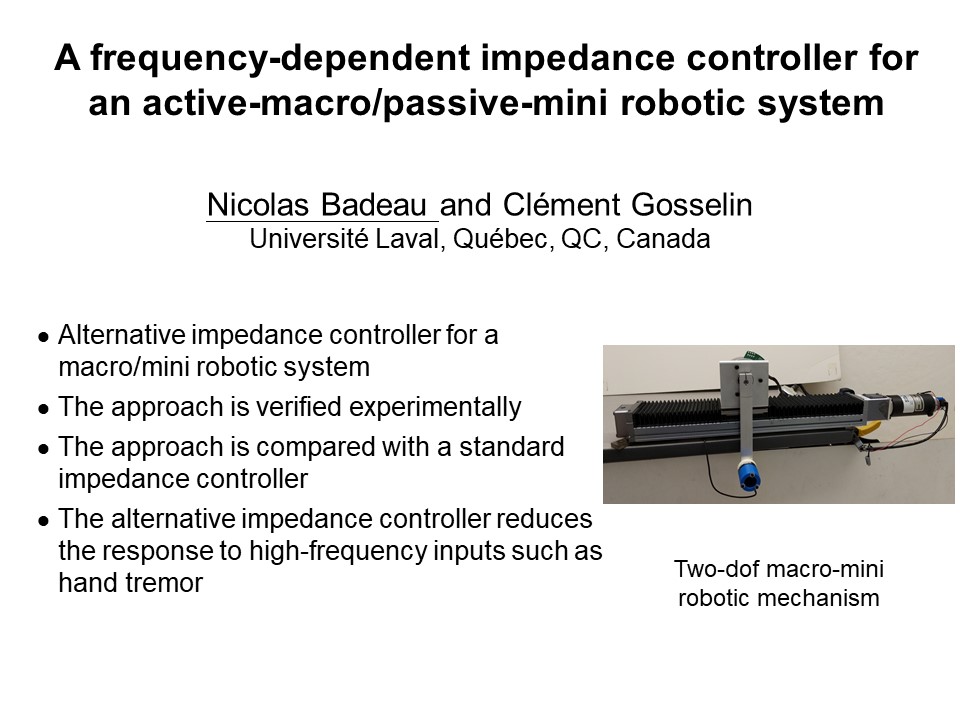 A frequency-dependent impedance controller for
an active-macro/passive-mini robotic system
Nicolas Badeau and Clément Gosselin
Université Laval, Québec, QC, Canada
● Alternative impedance controller for a
macro/mini robotic system
● The approach is verified experimentally
● The approach is compared with a standard
impedance controller
● The alternative impedance controller reduces
the response to high-frequency inputs such as
hand tremor
Two-dof macro-mini
robotic mechanism